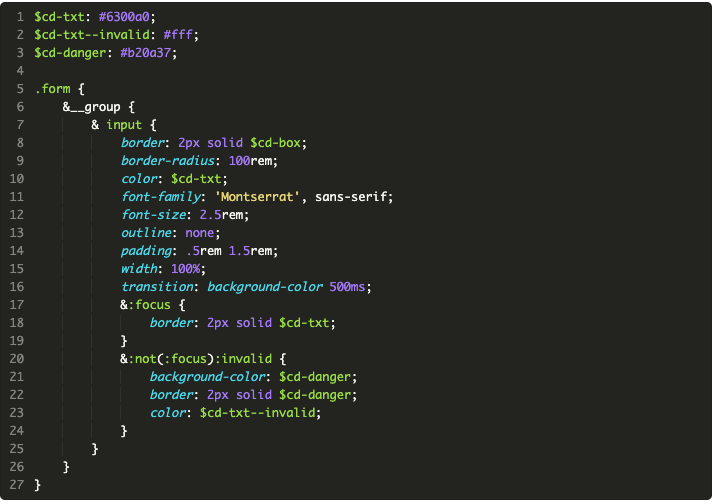 1 $cd-txt: #6300a0;
2 $cd-txt--invalid: #fff;
3 $cd-danger: #b20a37;
4
5 .form {
6     &__group {
7         & input {
8             border: 2px solid $cd-box;
9             border-radius: 100rem;
10             color: $cd-txt;
11             font-family: 'Montserrat', sans-serif;
12             font-size: 2.5rem;
13             outline: none;
14             padding: .5rem 1.5rem;
15             width: 100%;
16             transition: background-color 500ms;
17             &:focus {
18                 border: 2px solid $cd-txt;
19             }
20             &:not(:focus):invalid {
21                 background-color: $cd-danger;
22                 border: 2px solid $cd-danger;
23                 color: $cd-txt--invalid;
24             }
25         }
26     }
27 }